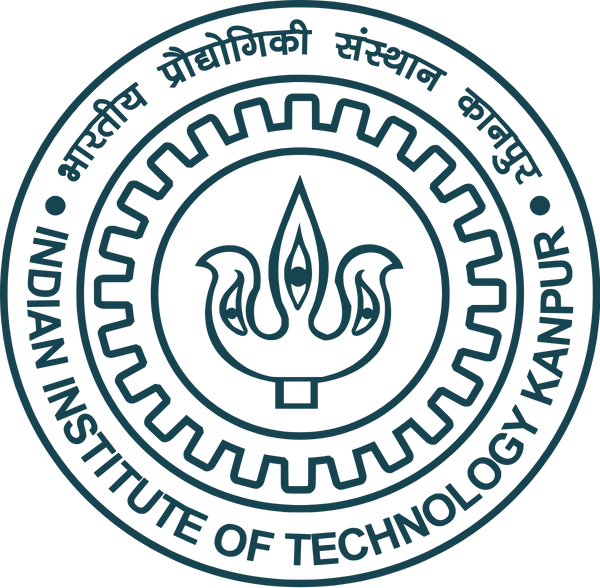 भारतीय प्रौद्योगिकी संस्थान कानपुर
INDIAN INSTITUTE OF TECHNOLOGY KANPUR